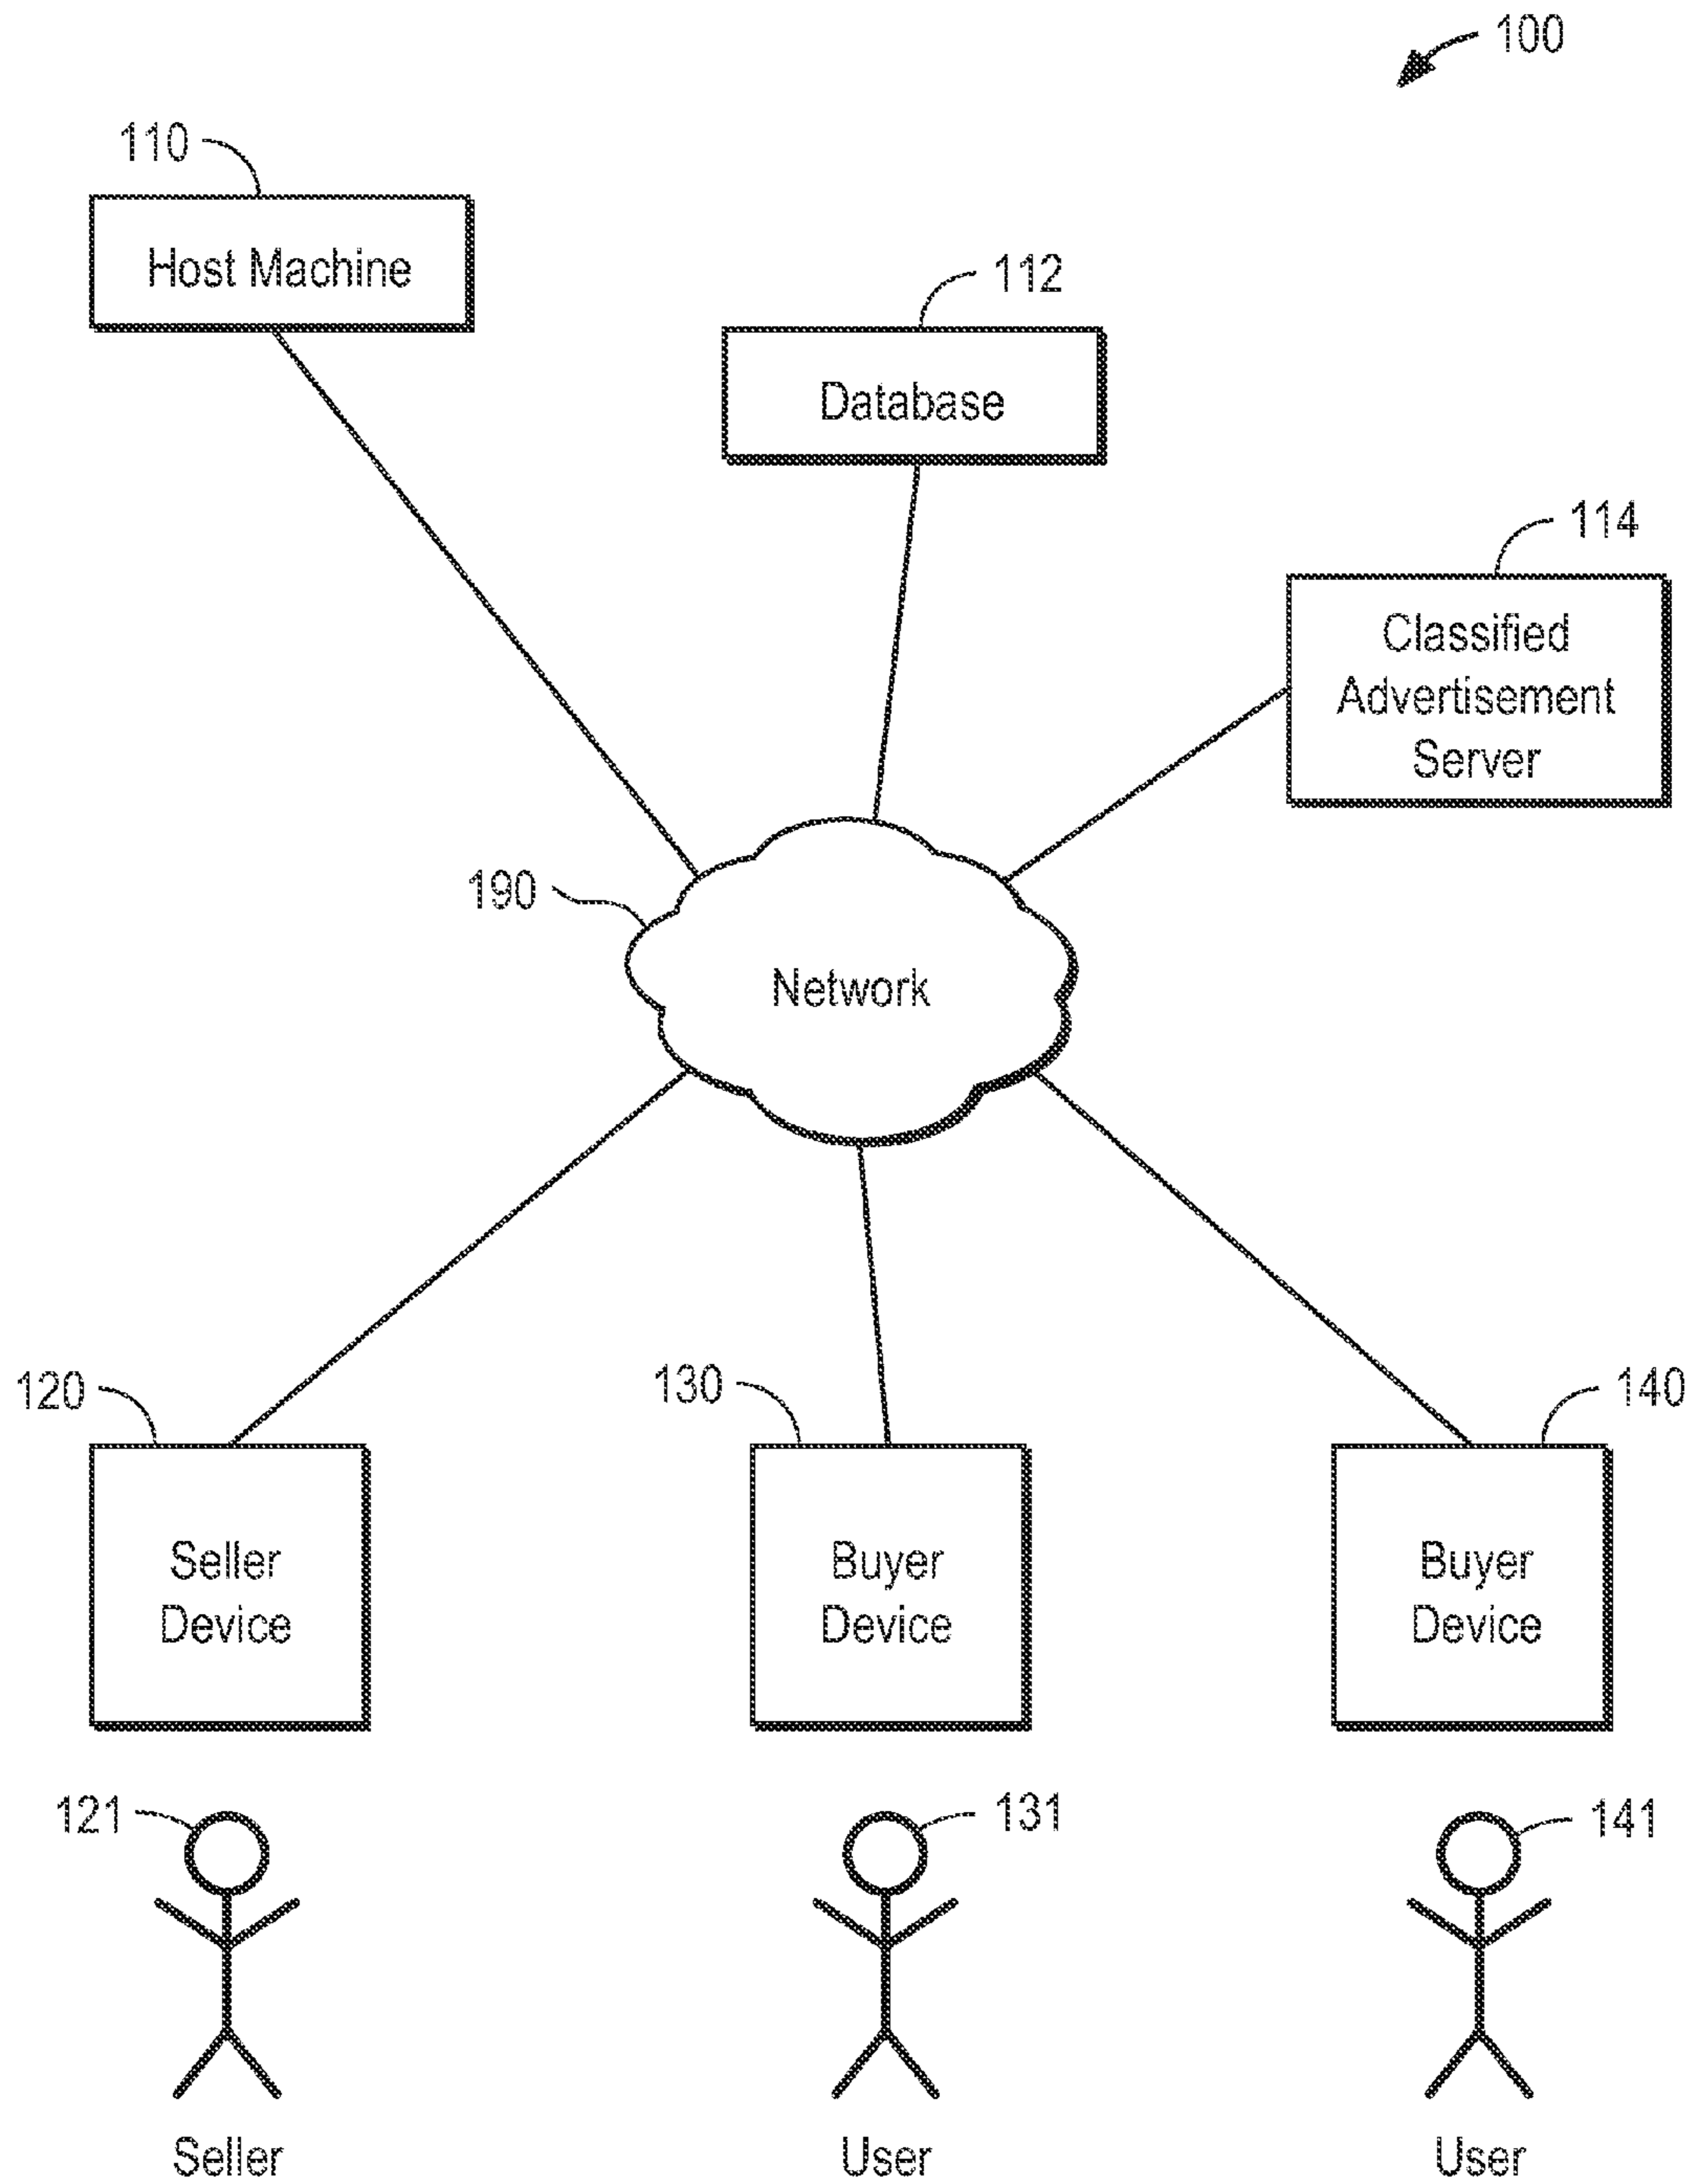 100
110
Host Machine
112
Database
114
Classified
Advertisement
Server
190
Network
120
130
140
Seller
Device
Buyer
Device
Buyer
Device
121
131
141
Seller
User
User